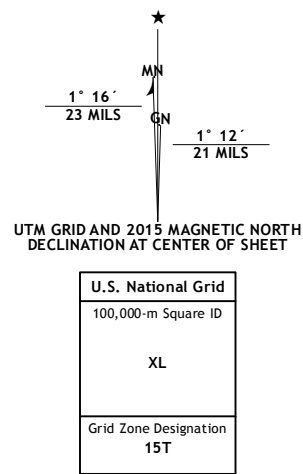 ★
MN
1° 16´
23 MILS
GN
1° 12´
21 MILS
UTM GRID AND 2015 MAGNETIC NORTH
DECLINATION AT CENTER OF SHEET
U.S. National Grid
100,000-m Square ID
XL
Grid Zone Designation
15T